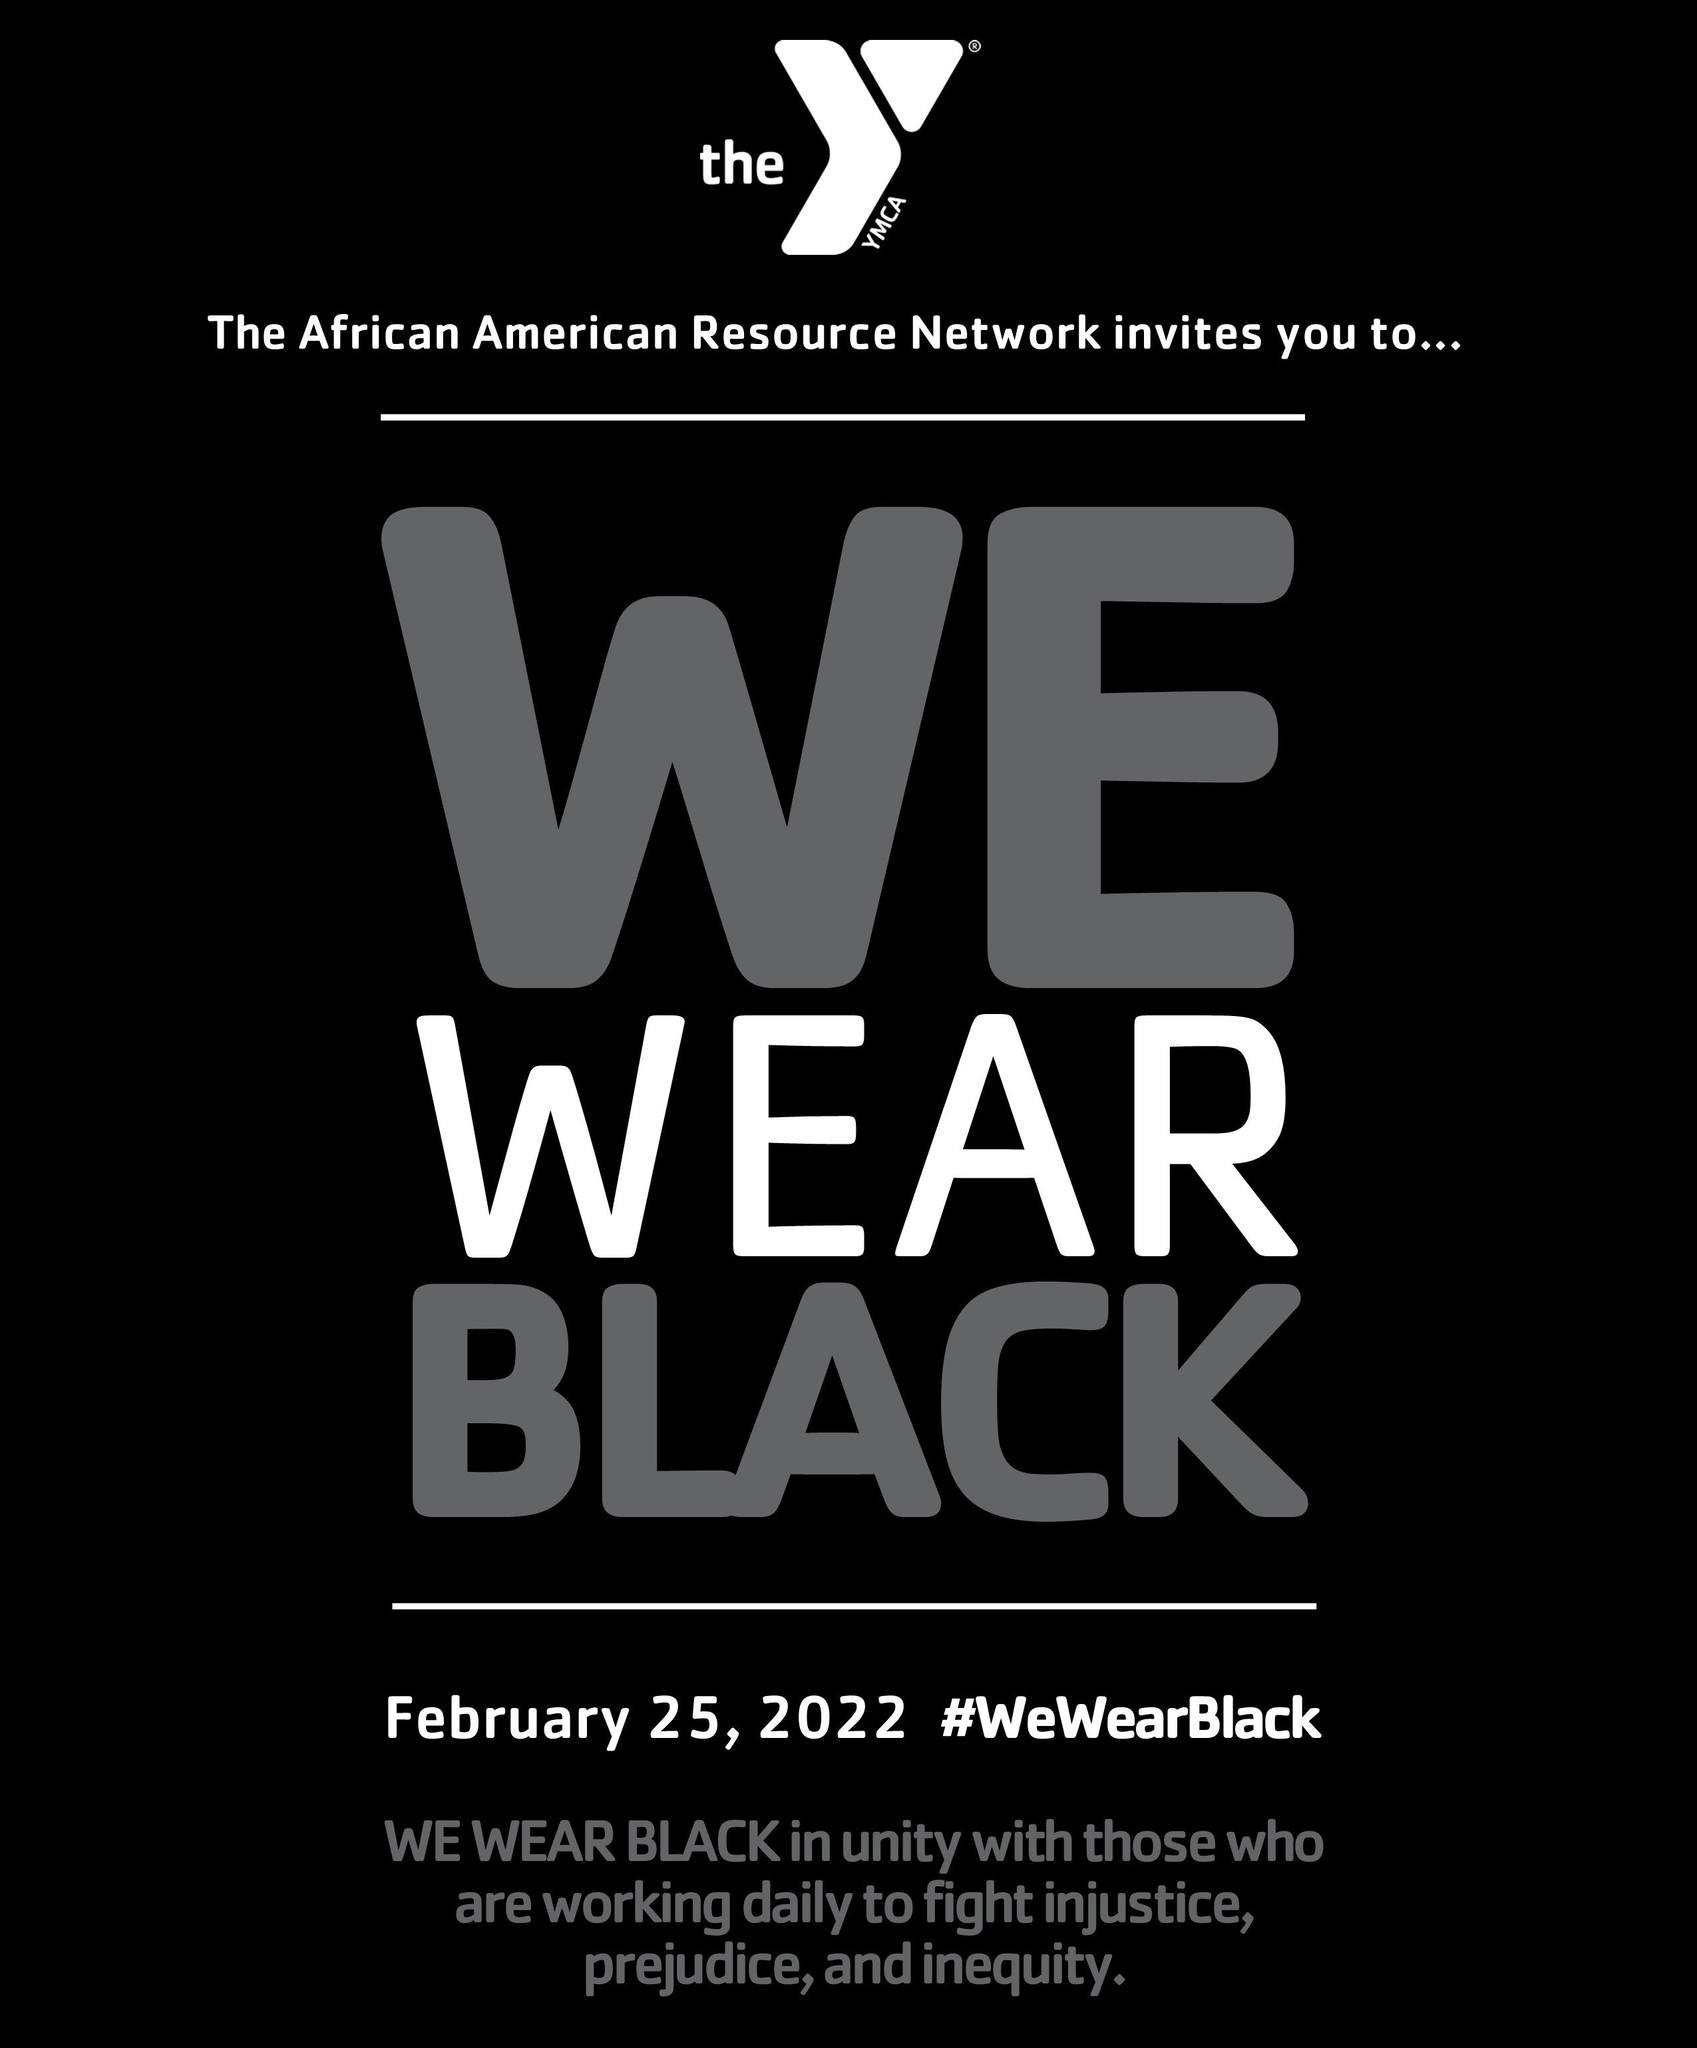 the
YMCA
®
The African American Resource Network invites you to...
WE
WEAR
BLACK
February 25, 2022 #WeWearBlack
WE WEAR BLACK in unity with those who
are working daily to fight injustice,
prejudice, and inequity.